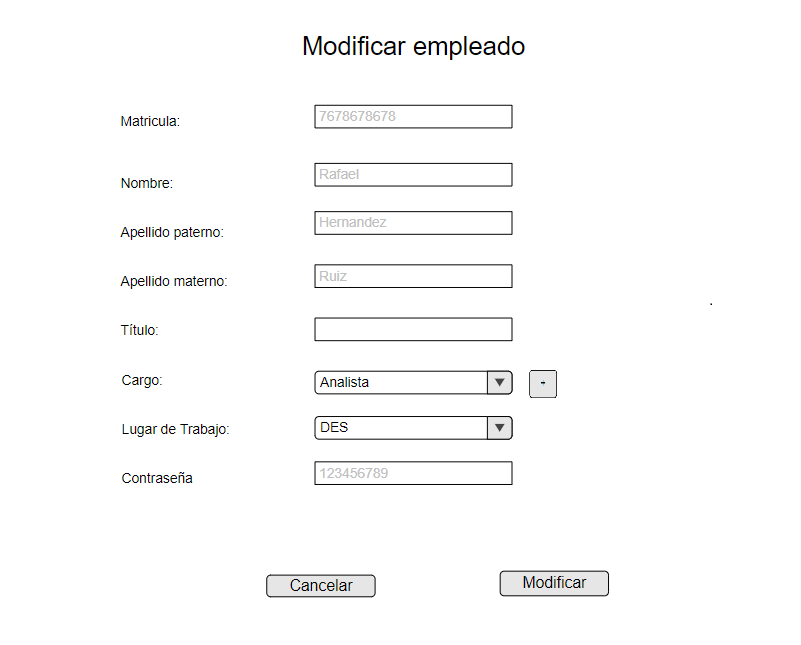 Modificar empleado
Matricula: 7678678678
Nombre: Rafael
Apellido paterno: Hernandez
Apellido materno: Ruiz
Título:
Cargo: Analista -
Lugar de Trabajo: DES
Contraseña 123456789
Cancelar Modificar